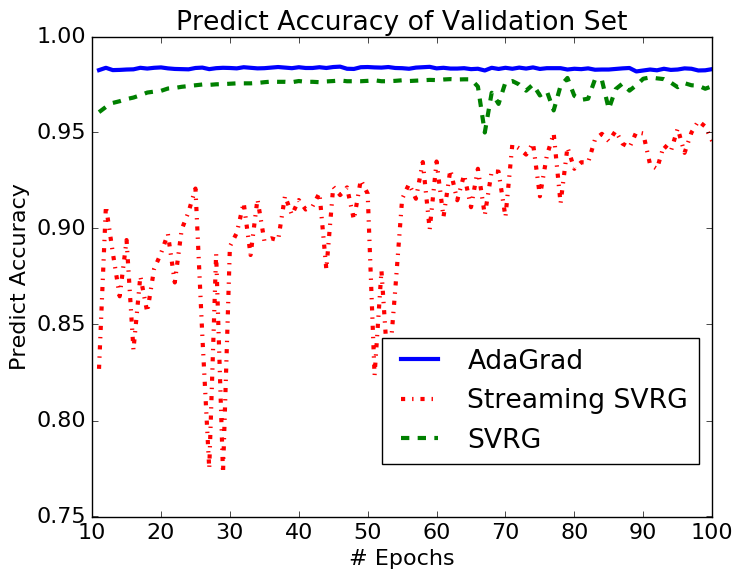 Predict Accuracy of Validation Set
1.00
0.95
0.90
0.85
0.80
0.75
Predict Accuracy
AdaGrad
Streaming SVRG
SVRG
10 20 30 40 50 60 70 80 90 100
# Epochs